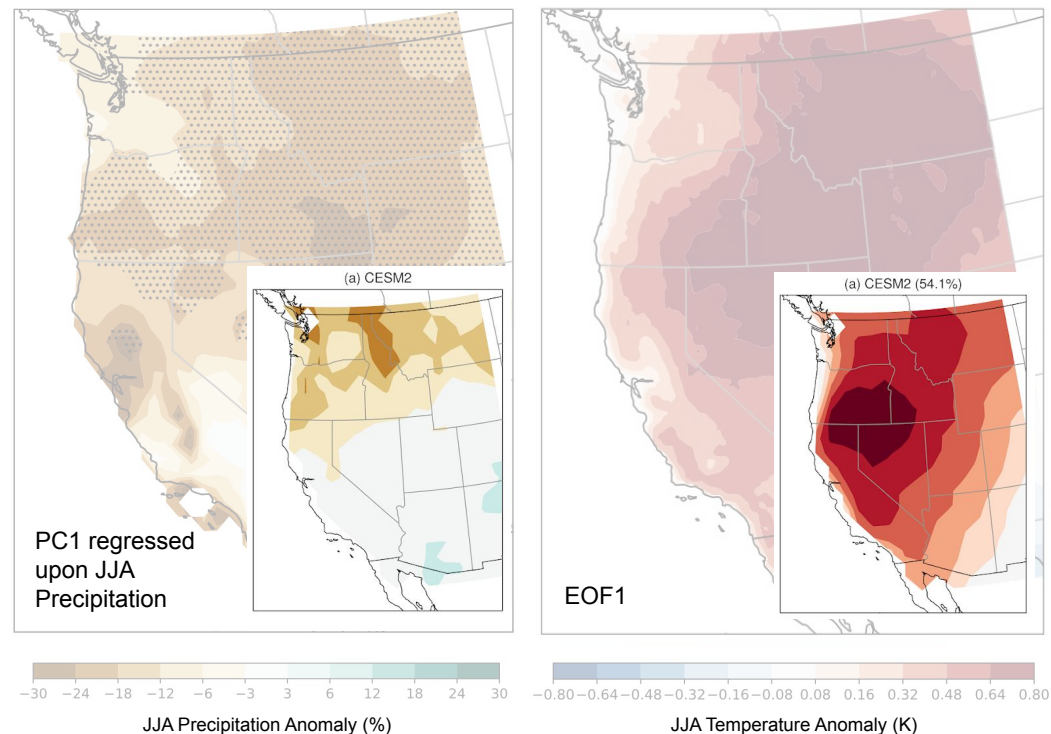 (a) CESM2
PC1 regressed
upon JJA
Precipitation
−30 −24 −18 −12 −6 −3 3 6 12 18 24 30
JJA Precipitation Anomaly (%)
(a) CESM2 (54.1%)
EOF1
−0.80 −0.64 −0.48 −0.32 −0.16 −0.08 0.08 0.16 0.32 0.48 0.64 0.80
JJA Temperature Anomaly (K)